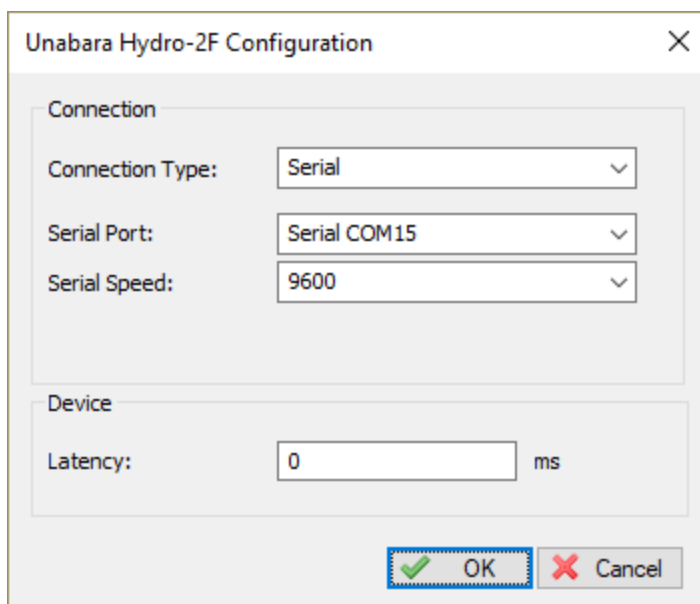 Unabara Hydro-2F Configuration
Connection
Connection Type: Serial
Serial Port: Serial COM15
Serial Speed: 9600
Device
Latency: 0 ms
OK Cancel